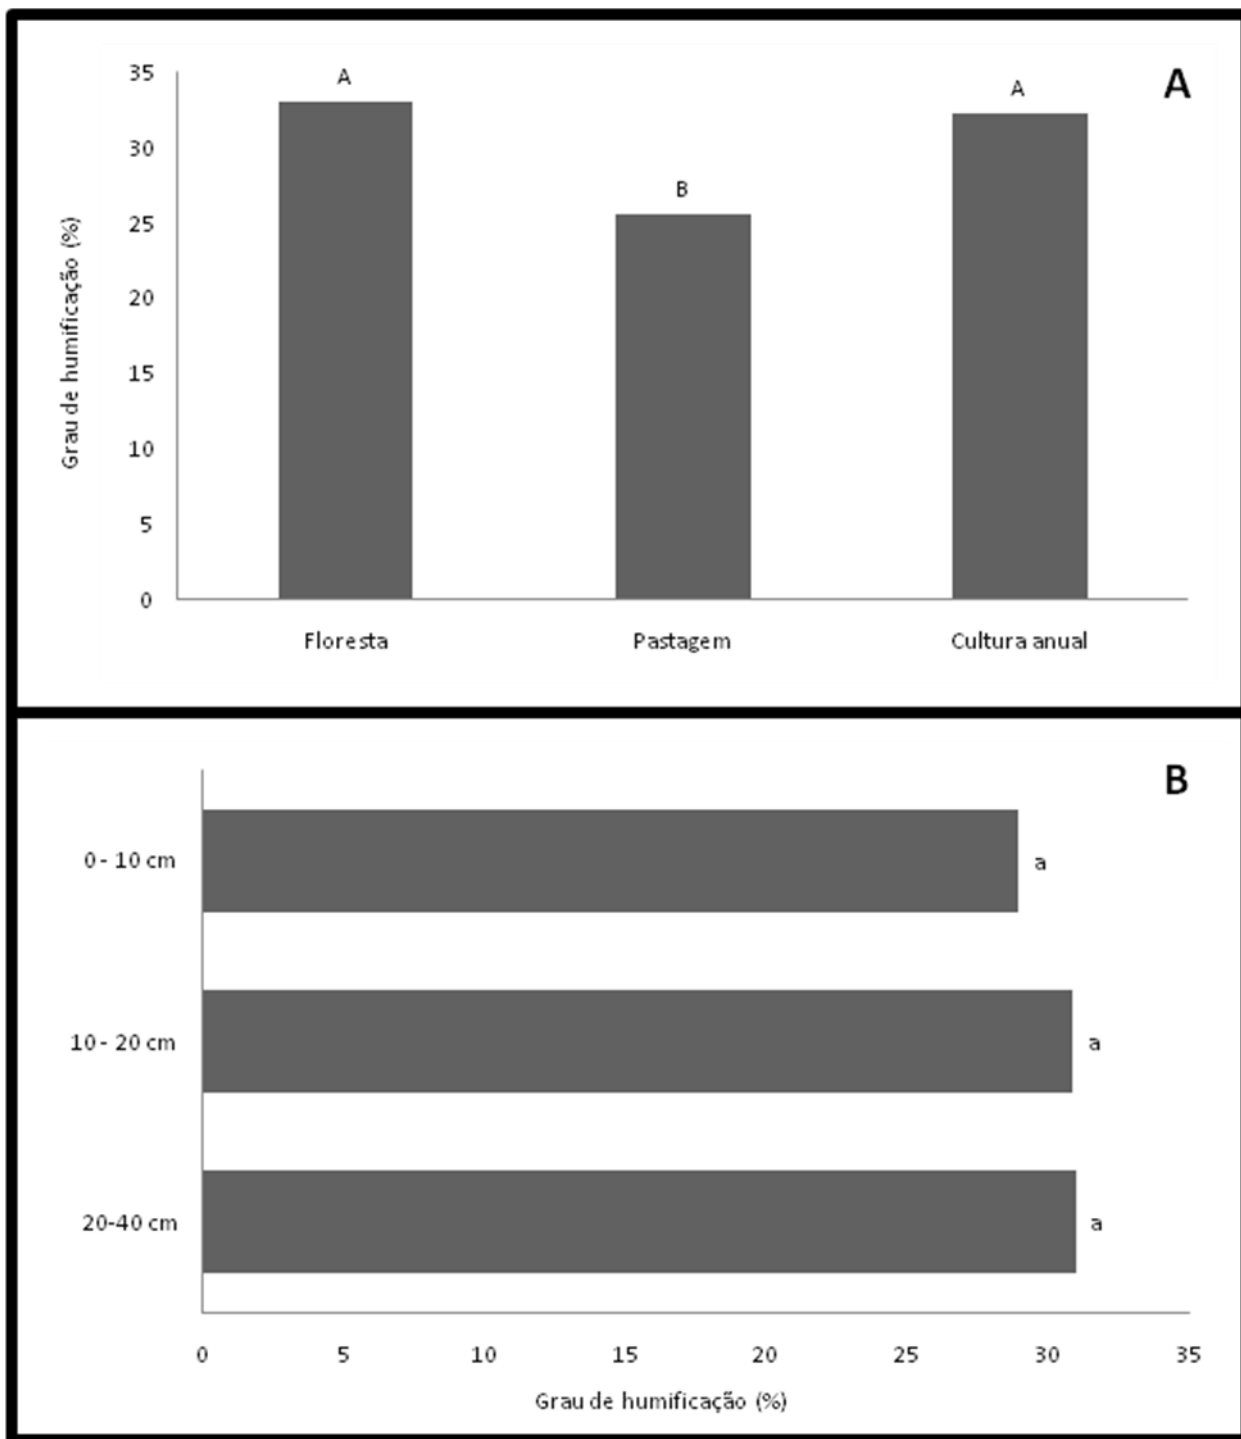 A
35
30
25
20
15
10
5
0
Grau de humificação (%)
A
B
A
Floresta
Pastagem
Cultura anual
B
0 - 10 cm
a
10 - 20 cm
a
20-40 cm
a
0 5 10 15 20 25 30 35
Grau de humificação (%)